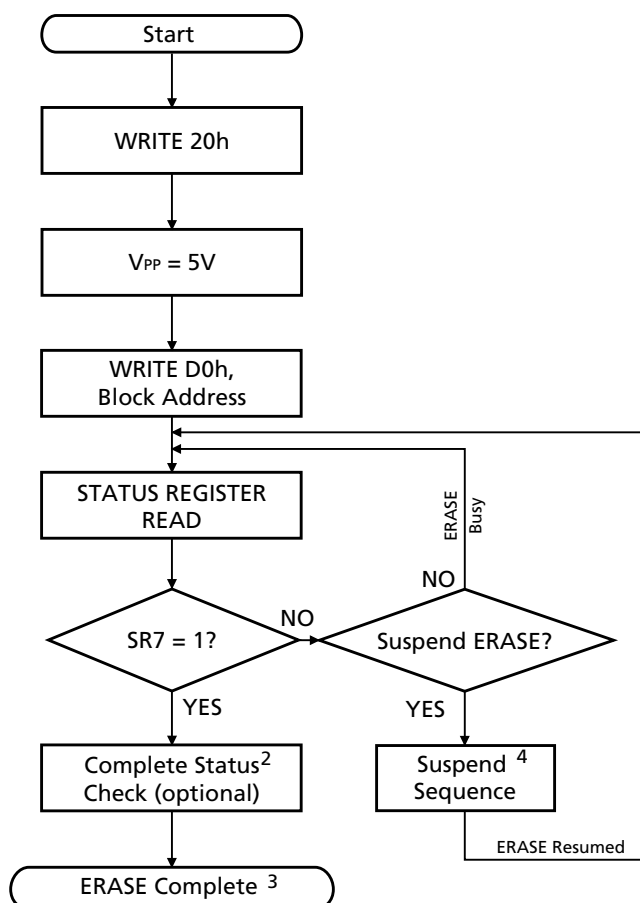 Start
WRITE 20h
VPP = 5V
WRITE D0h,
Block Address
STATUS REGISTER
READ
ERASE
Busy
NO
SR7 = 1?
NO
Suspend ERASE?
YES
YES
Complete Status2
Check (optional)
Suspend 4
Sequence
ERASE Resumed
ERASE Complete 3